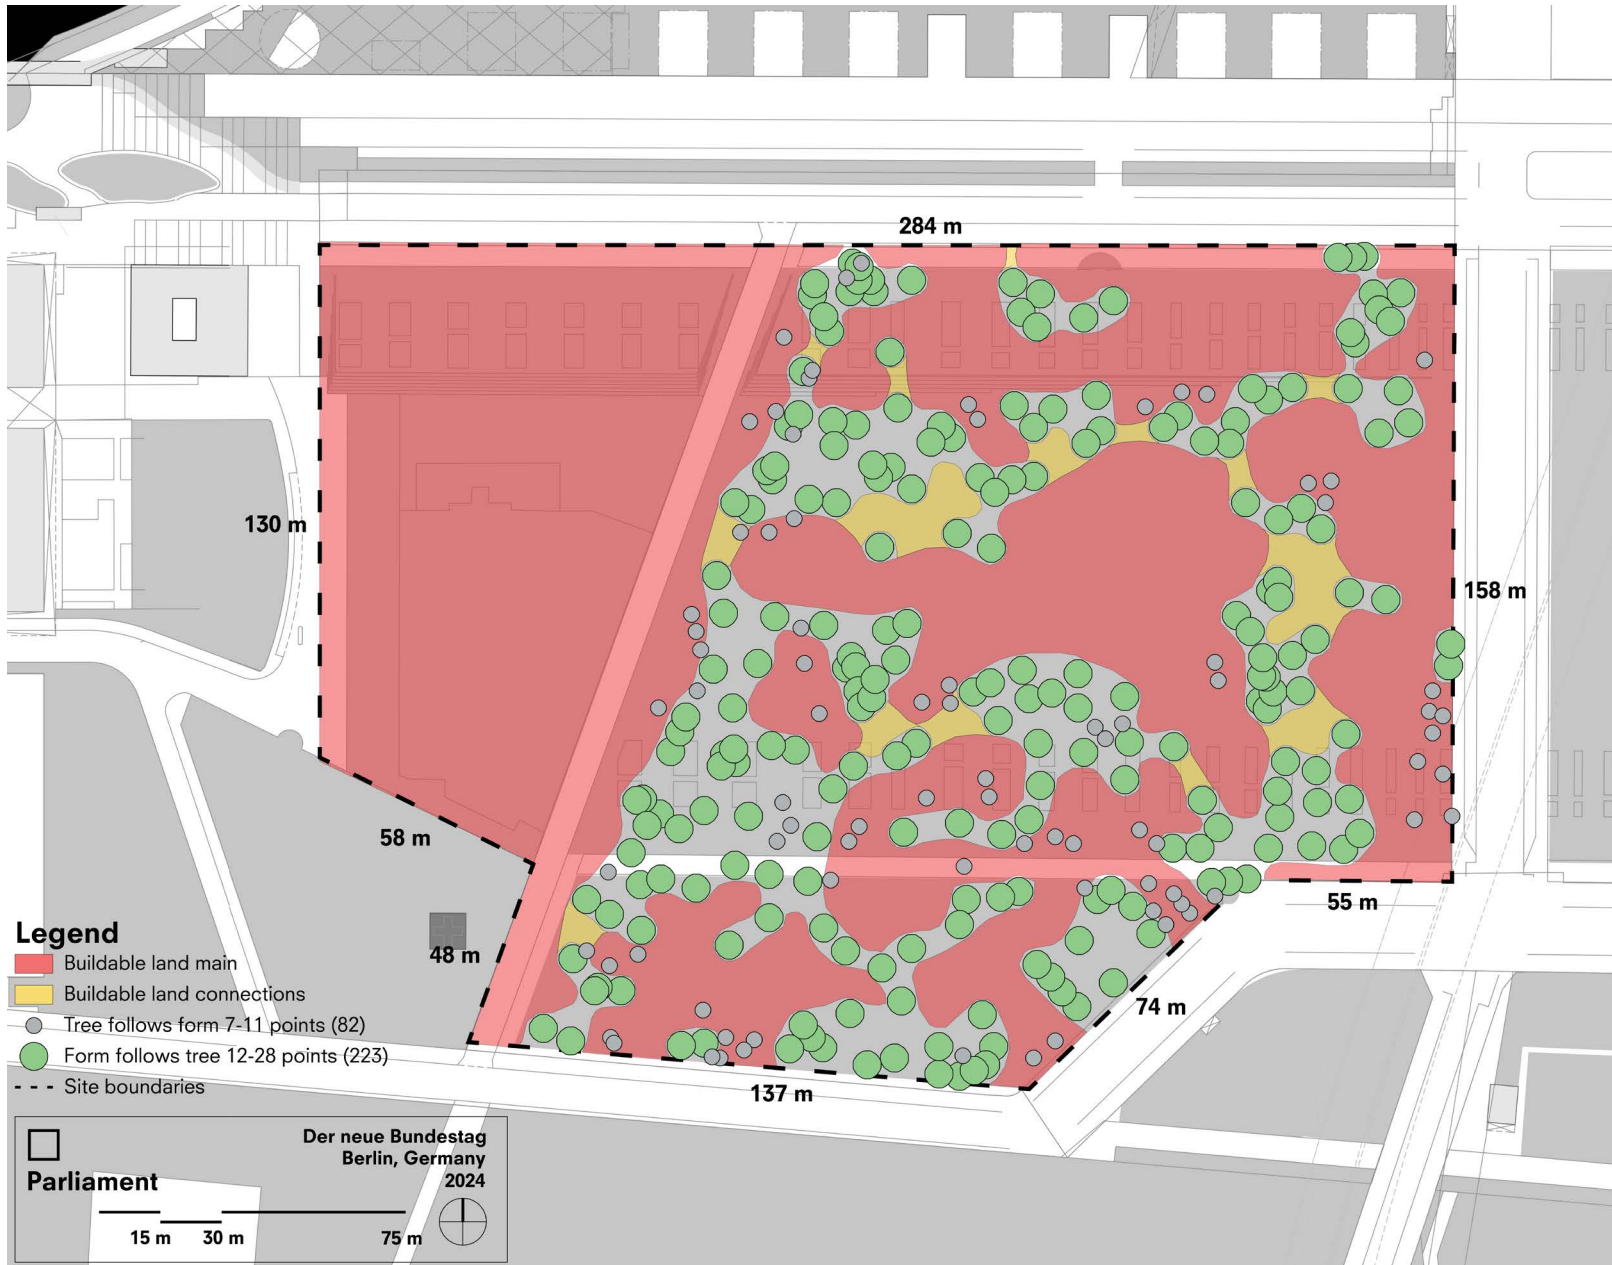 284 m
130 m
158 m
58 m
55 m
48 m
74 m
137 m
Legend
Buildable land main
Buildable land connections
Tree follows form 7-11 points (82)
Form follows tree 12-28 points (223)
Site boundaries
Der neue Bundestag
Berlin, Germany
2024
Parliament
15 m 30 m 75 m